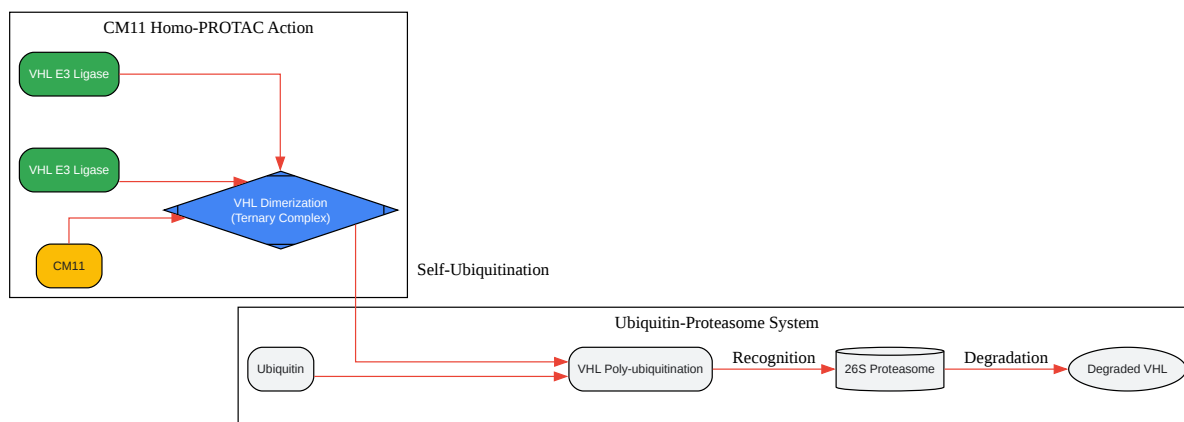 CM11 Homo-PROTAC Action
VHL E3 Ligase
VHL E3 Ligase
VHL Dimerization
(Ternary Complex)
CM11
Self-Ubiquitination
Ubiquitin-Proteasome System
Ubiquitin
VHL Poly-ubiquitination
Recognition
26S Proteasome
Degradation
Degraded VHL